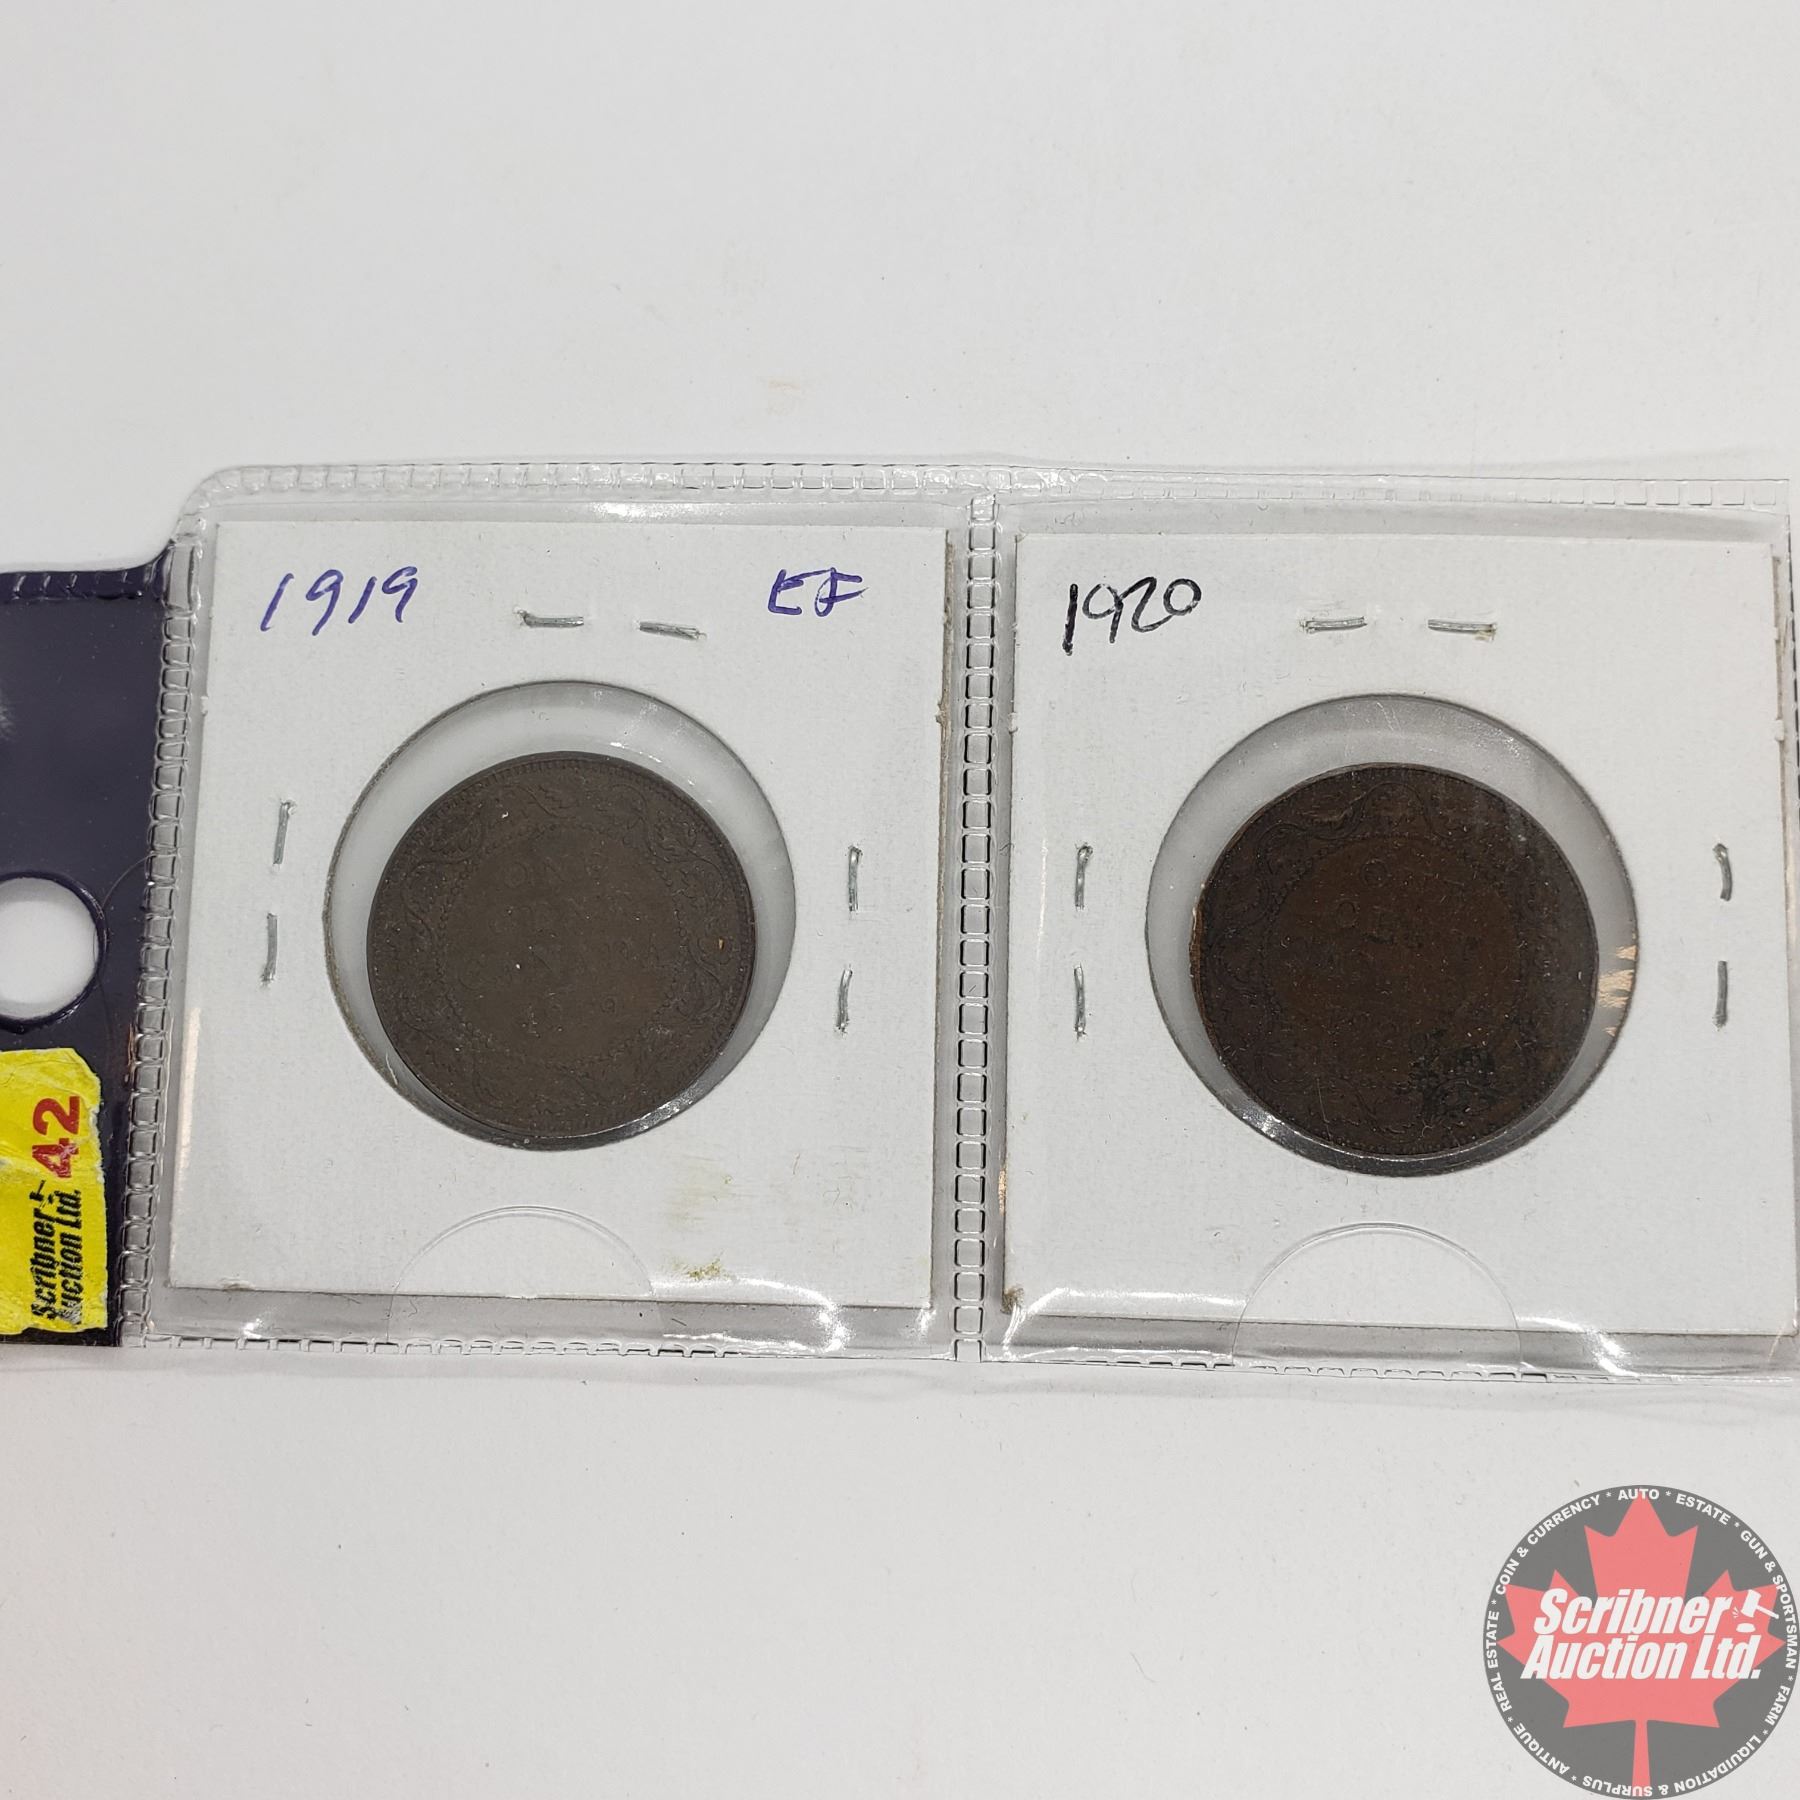 1919 EF
1920
ONE
CENT
42
Scribner
Auction Ltd.
COIN & CURRENCY * AUTO * ESTATE * GUN & SPORTSMAN * FARM * LIQUIDATION & SURPLUS * ANTIQUE * REAL ESTATE *
Scribner
Auction Ltd.